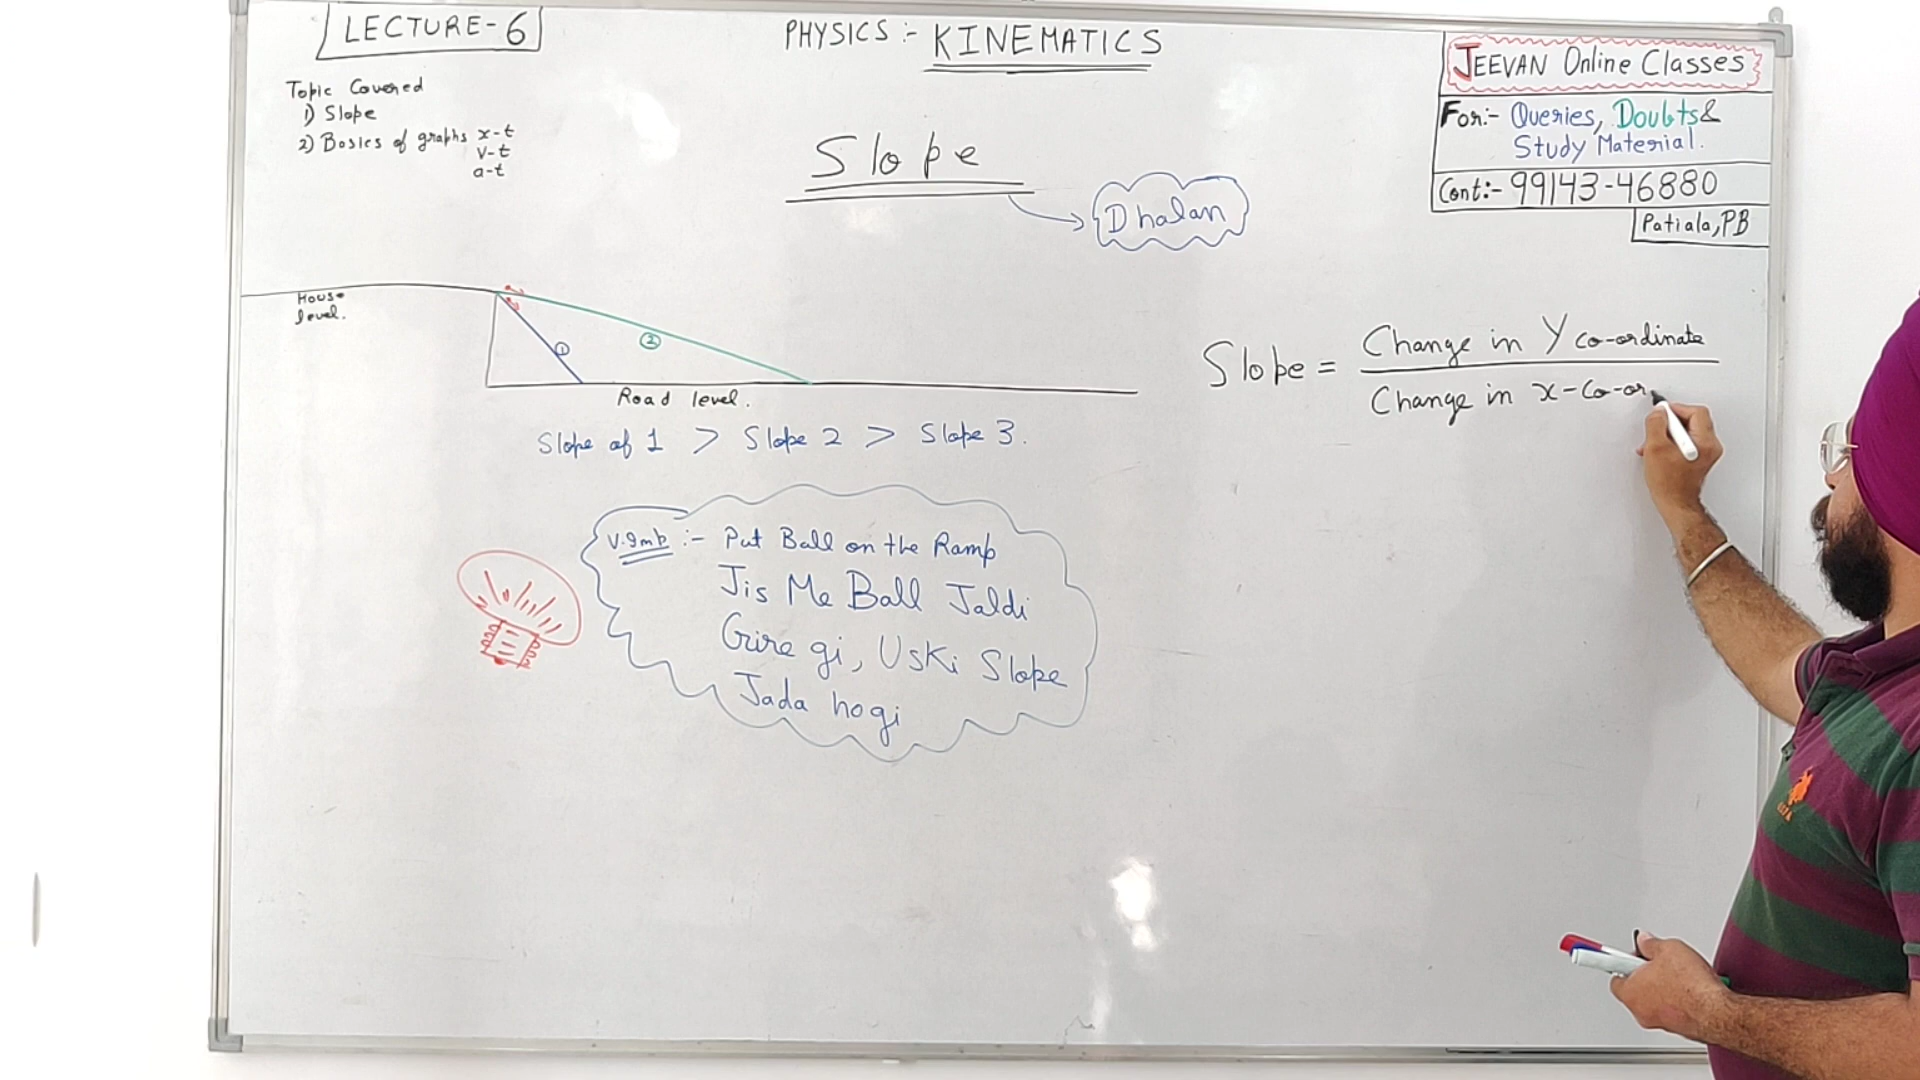 LECTURE-6
PHYSICS:- KINEMATICS
JEEVAN Online Classes
For:- Queries, Doubts &
Study Material.
Cont:- 99143-46880
Patiala, PB
Topic Covered
1) Slope
2) Basics of graphs x-t
v-t
a-t
Slope
Dhalan
House
level.
1
2
Road level.
Slope of 1 > Slope 2 > Slope 3.
Slope = Change in Y co-ordinate
Change in x-Co-or
V.Imp :- Put Ball on the Ramp
Jis Me Ball Jaldi
Gire gi, Uski Slope
Jada hogi